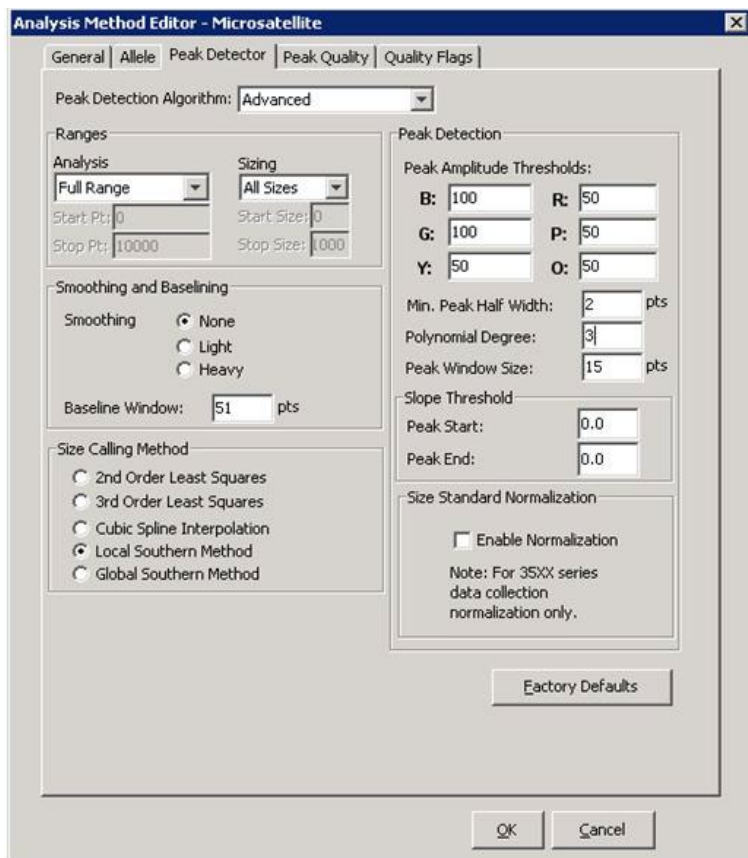 Analysis Method Editor - Microsatellite
General Allele Peak Detector Peak Quality Quality Flags
Peak Detection Algorithm: Advanced
Ranges
Analysis
Full Range
Start Pt: 0
Stop Pt: 10000
Sizing
All Sizes
Start Size: 0
Stop Size: 1000
Smoothing and Baselining
Smoothing
None
Light
Heavy
Baseline Window: 51 pts
Size Calling Method
2nd Order Least Squares
3rd Order Least Squares
Cubic Spline Interpolation
Local Southern Method
Global Southern Method
Peak Detection
Peak Amplitude Thresholds:
B: 100 R: 50
G: 100 P: 50
Y: 50 O: 50
Min. Peak Half Width: 2 pts
Polynomial Degree: 3
Peak Window Size: 15 pts
Slope Threshold
Peak Start: 0.0
Peak End: 0.0
Size Standard Normalization
Enable Normalization
Note: For 35XX series
data collection
normalization only.
Factory Defaults
OK Cancel